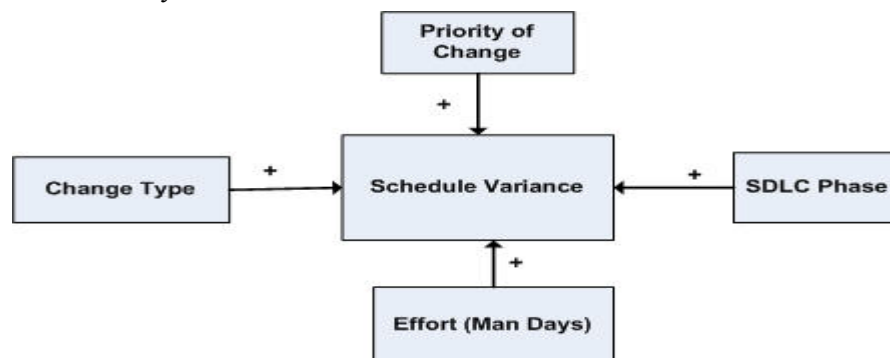 Priority of
Change
+
Change Type
+
Schedule Variance
+
SDLC Phase
+
Effort (Man Days)